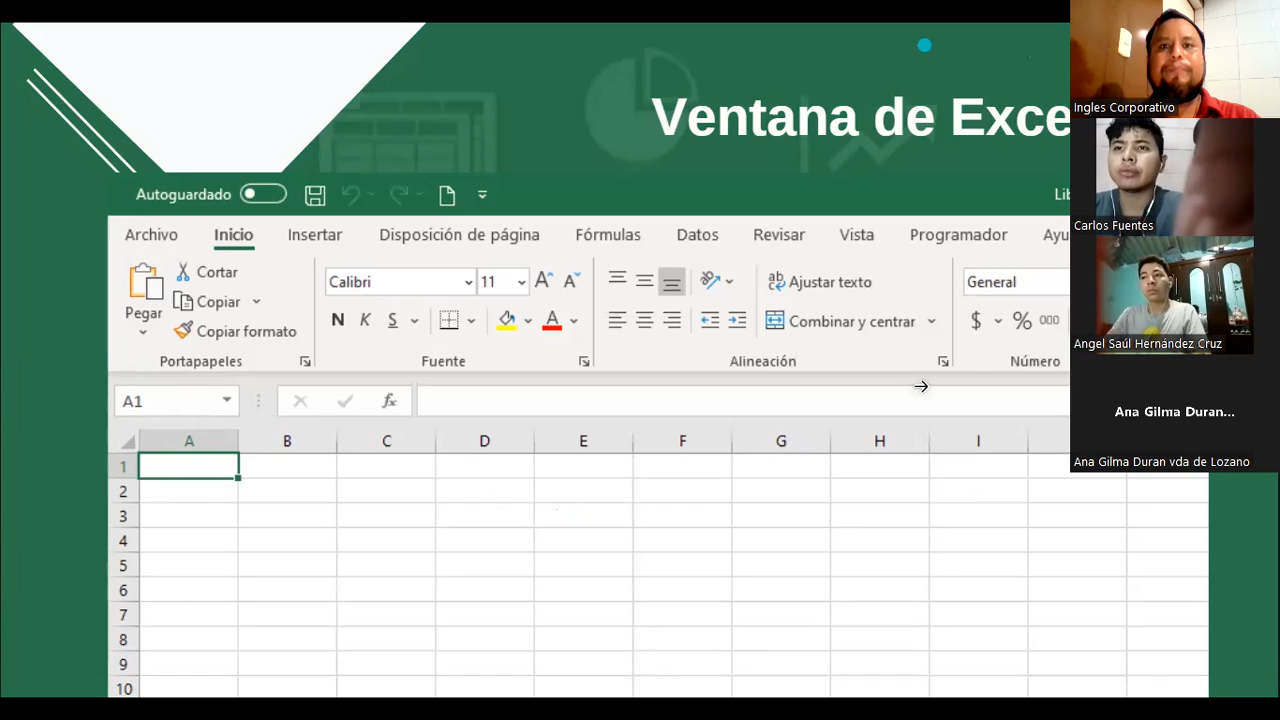 Ventana de Exce
Autoguardado
Lib
Archivo Inicio Insertar Disposición de página Fórmulas Datos Revisar Vista Programador Ayu
Pegar
Cortar
Copiar
Copiar formato
Portapapeles
Calibri 11 A A
N K S A
Fuente
ab Ajustar texto
Combinar y centrar
Alineación
General
$ % 000
Número
A1 fx
A B C D E F G H I
1
2
3
4
5
6
7
8
9
10
Ingles Corporativo
Carlos Fuentes
Angel Saúl Hernández Cruz
Ana Gilma Duran...
Ana Gilma Duran vda de Lozano